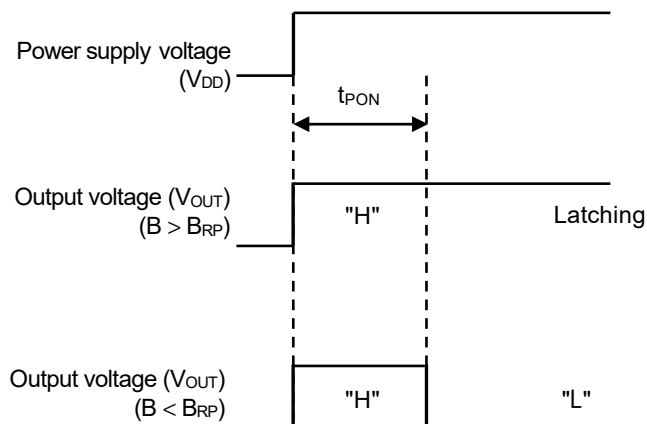 Power supply voltage
(VDD)
tPON
Output voltage (VOUT)
(B > BRP)
"H"
Latching
Output voltage (VOUT)
(B < BRP)
"H"
"L"